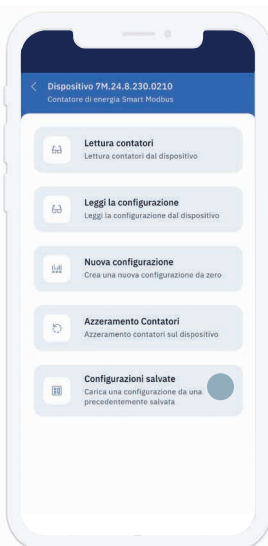 Dispositivo 7M.24.8.230.0210
Contatore di energia Smart Modbus
Lettura contatori
Lettura contatori dal dispositivo
Leggi la configurazione
Leggi la configurazione dal dispositivo
Nuova configurazione
Crea una nuova configurazione da zero
Azzeramento Contatori
Azzeramento contatori sul dispositivo
Configurazioni salvate
Carica una configurazione da una
precedentemente salvata